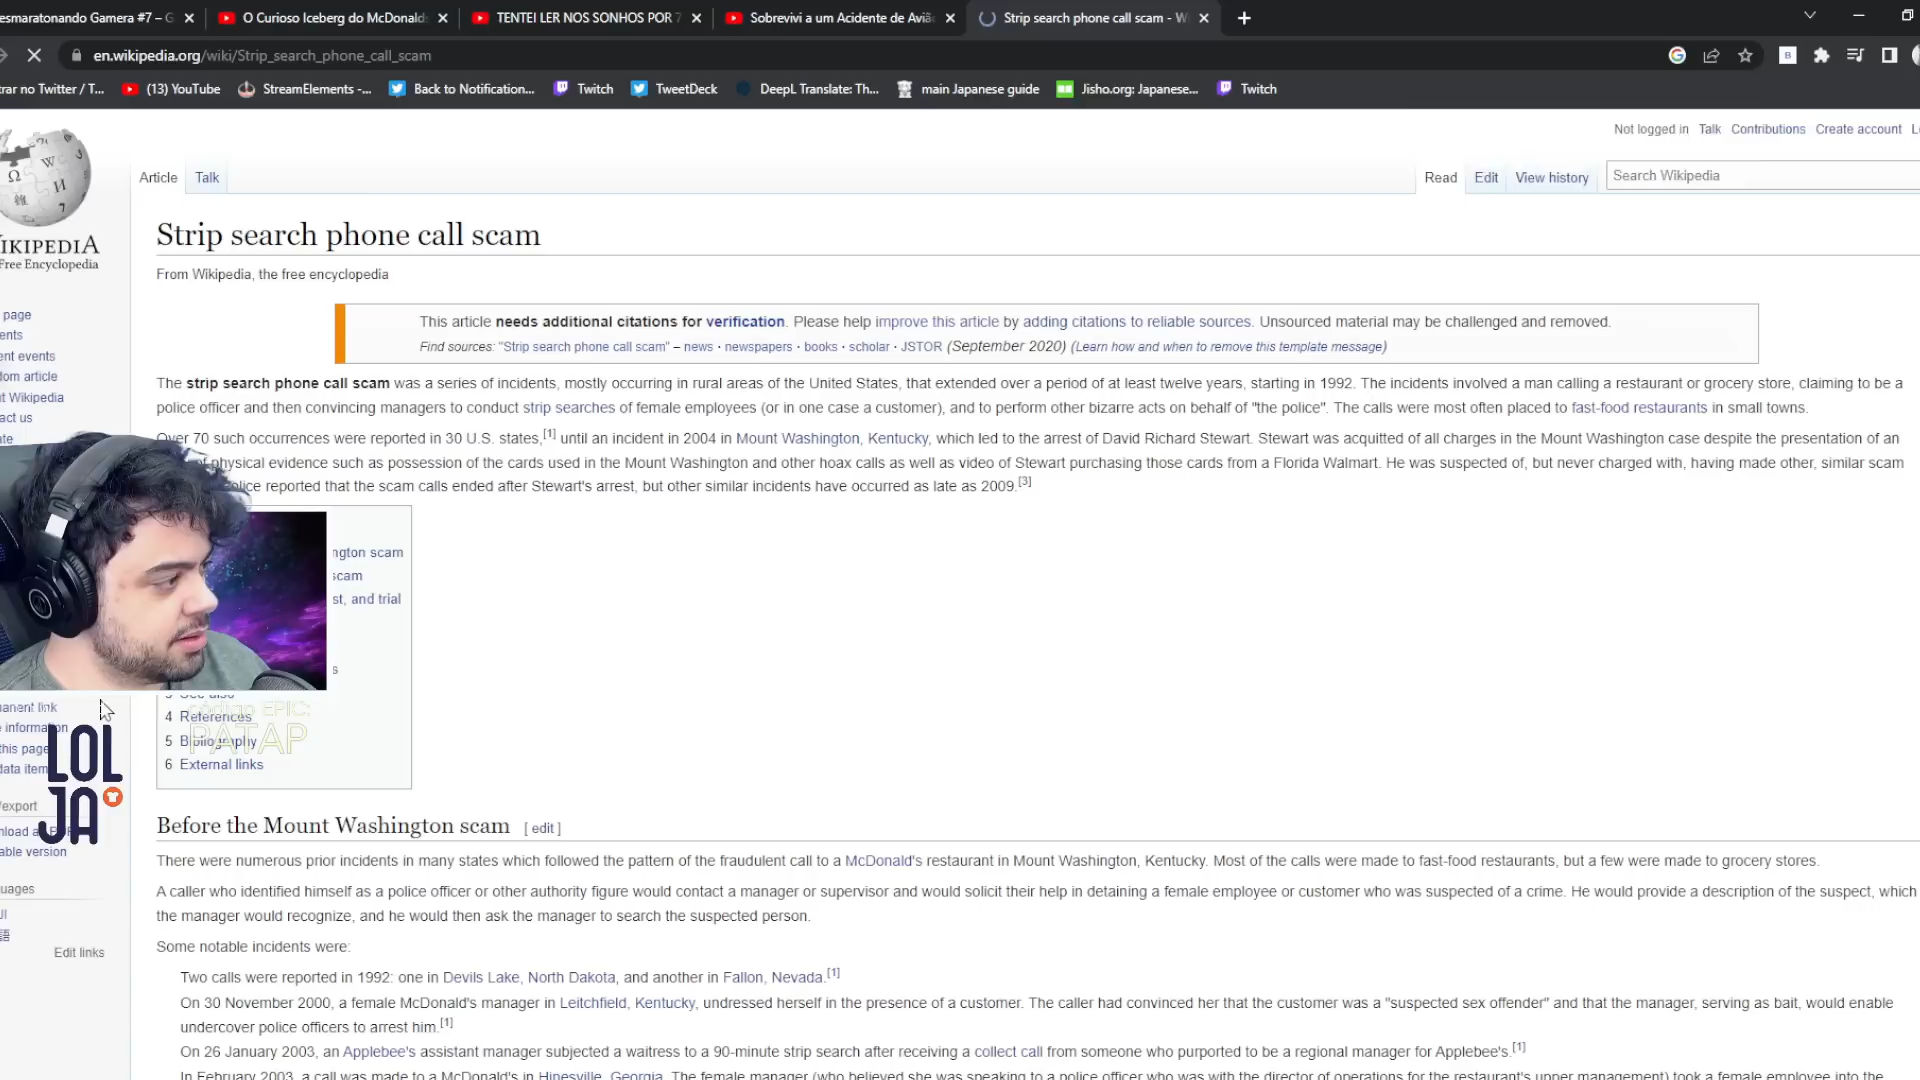 esmaratonando Gamera #7 – G
O Curioso Iceberg do McDonald
TENTEI LER NOS SONHOS POR 7
Sobrevivi a um Acidente de Aviã
Strip search phone call scam - W
en.wikipedia.org/wiki/Strip_search_phone_call_scam
rar no Twitter / T...
(13) YouTube
StreamElements -...
Back to Notification...
Twitch
TweetDeck
DeepL Translate: Th...
main Japanese guide
Jisho.org: Japanese...
Twitch
Not logged in Talk Contributions Create account L
Article Talk
Read Edit View history
Search Wikipedia
IKIPEDIA
Free Encyclopedia
Strip search phone call scam
From Wikipedia, the free encyclopedia
This article needs additional citations for verification. Please help improve this article by adding citations to reliable sources. Unsourced material may be challenged and removed.
Find sources: "Strip search phone call scam" – news · newspapers · books · scholar · JSTOR (September 2020) (Learn how and when to remove this template message)
page
ents
ent events
dom article
t Wikipedia
act us
ate
The strip search phone call scam was a series of incidents, mostly occurring in rural areas of the United States, that extended over a period of at least twelve years, starting in 1992. The incidents involved a man calling a restaurant or grocery store, claiming to be a
police officer and then convincing managers to conduct strip searches of female employees (or in one case a customer), and to perform other bizarre acts on behalf of "the police". The calls were most often placed to fast-food restaurants in small towns.
Over 70 such occurrences were reported in 30 U.S. states,[1] until an incident in 2004 in Mount Washington, Kentucky, which led to the arrest of David Richard Stewart. Stewart was acquitted of all charges in the Mount Washington case despite the presentation of an
physical evidence such as possession of the cards used in the Mount Washington and other hoax calls as well as video of Stewart purchasing those cards from a Florida Walmart. He was suspected of, but never charged with, having made other, similar scam
olice reported that the scam calls ended after Stewart's arrest, but other similar incidents have occurred as late as 2009.[3]
ngton scam
scam
st, and trial
s
See also
4 References
5 Bibliography
6 External links
código EPIC:
PATAP
anent link
information
this page
data item
LOL
JA
/export
nload a
able version
uages
語
Edit links
Before the Mount Washington scam [ edit ]
There were numerous prior incidents in many states which followed the pattern of the fraudulent call to a McDonald's restaurant in Mount Washington, Kentucky. Most of the calls were made to fast-food restaurants, but a few were made to grocery stores.
A caller who identified himself as a police officer or other authority figure would contact a manager or supervisor and would solicit their help in detaining a female employee or customer who was suspected of a crime. He would provide a description of the suspect, which
the manager would recognize, and he would then ask the manager to search the suspected person.
Some notable incidents were:
Two calls were reported in 1992: one in Devils Lake, North Dakota, and another in Fallon, Nevada.[1]
On 30 November 2000, a female McDonald's manager in Leitchfield, Kentucky, undressed herself in the presence of a customer. The caller had convinced her that the customer was a "suspected sex offender" and that the manager, serving as bait, would enable
undercover police officers to arrest him.[1]
On 26 January 2003, an Applebee's assistant manager subjected a waitress to a 90-minute strip search after receiving a collect call from someone who purported to be a regional manager for Applebee's.[1]
In February 2003, a call was made to a McDonald's in Hinesville, Georgia. The female manager (who believed she was speaking to a police officer who was with the director of operations for the restaurant's upper management) took a female employee into the